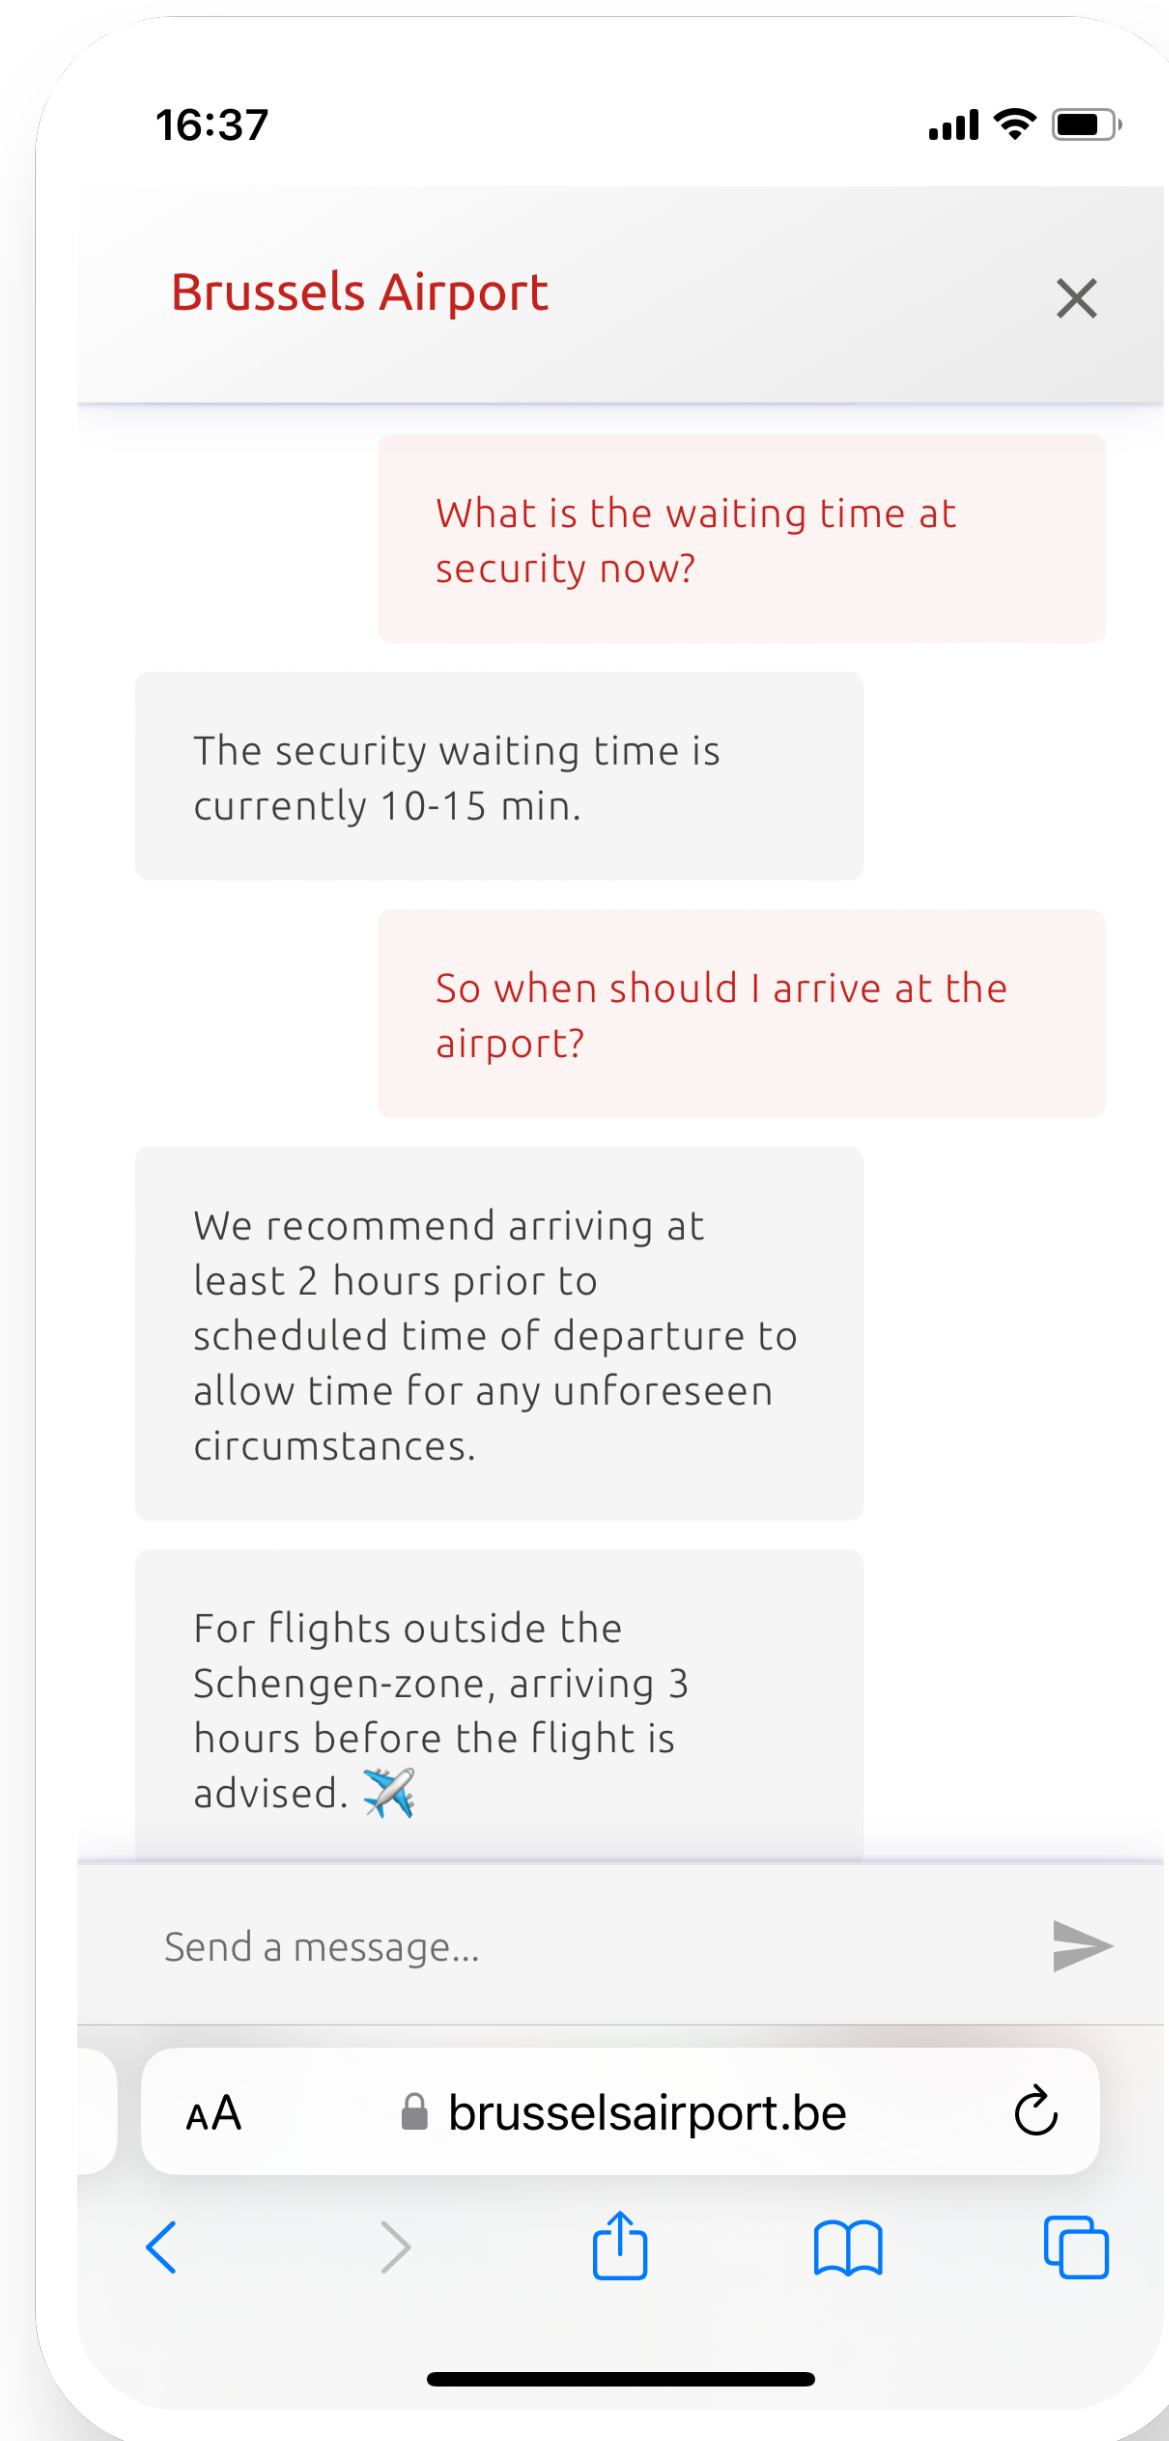 16:37
Brussels Airport
What is the waiting time at
security now?
The security waiting time is
currently 10-15 min.
So when should I arrive at the
airport?
We recommend arriving at
least 2 hours prior to
scheduled time of departure to
allow time for any unforeseen
circumstances.
For flights outside the
Schengen-zone, arriving 3
hours before the flight is
advised. ✈️
Send a message...
AA brusselsairport.be